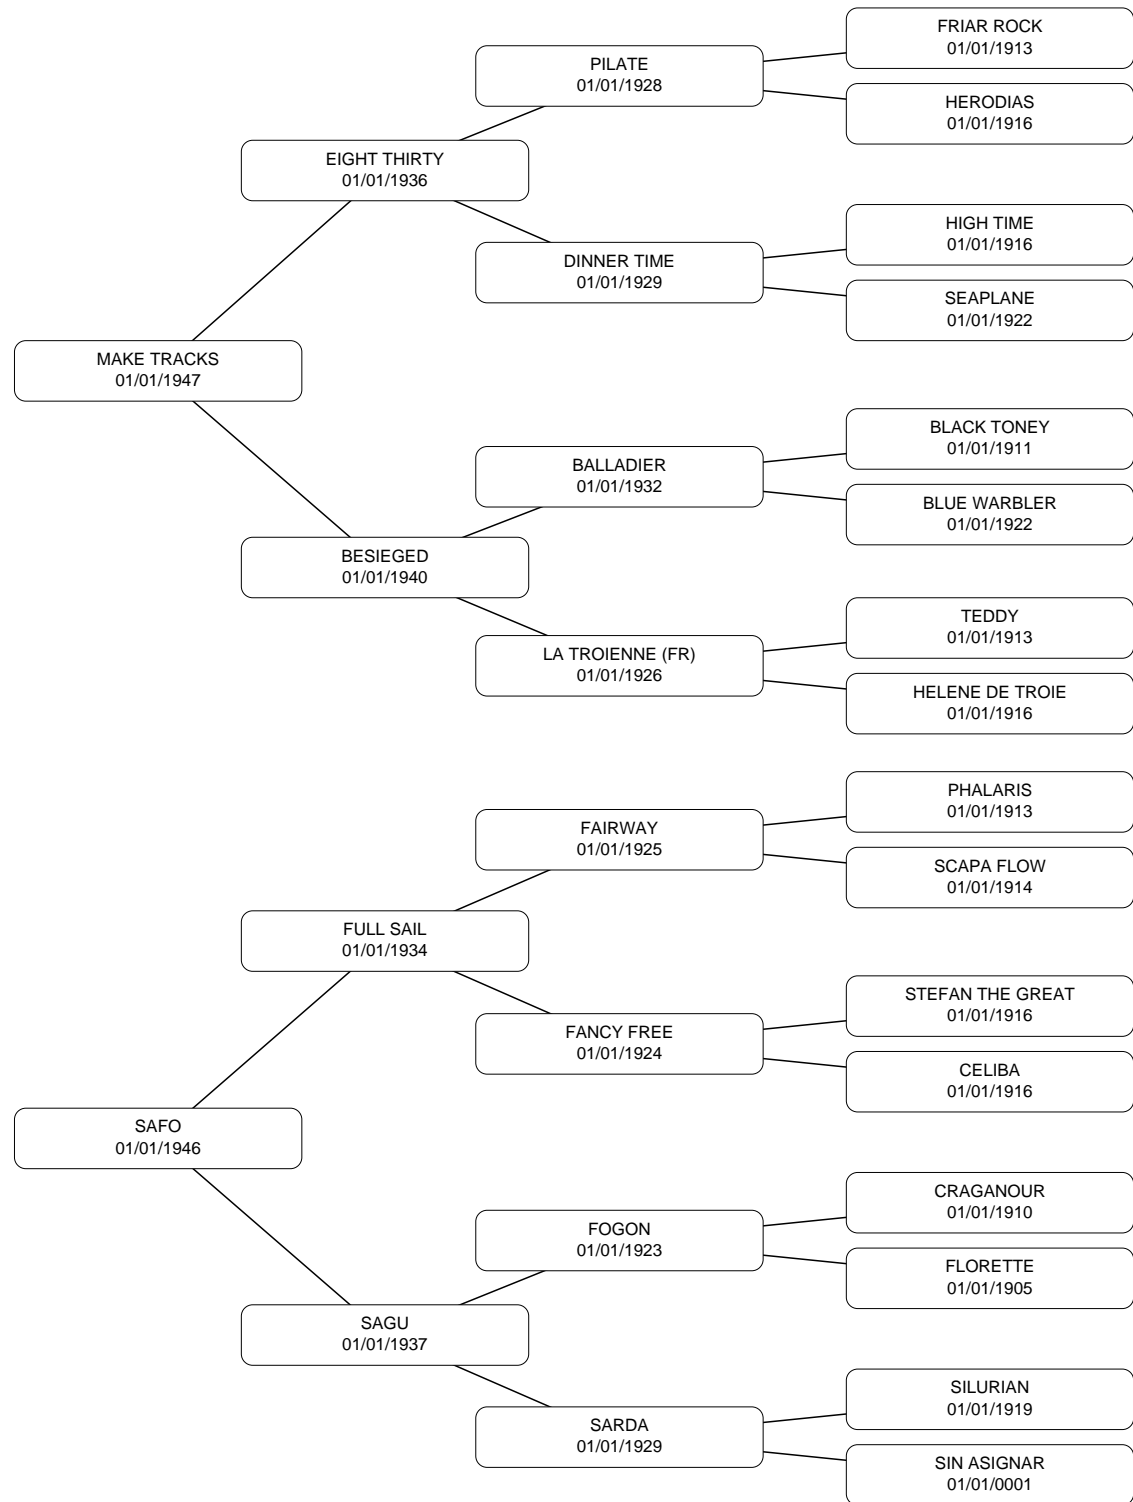 FRIAR ROCK
01/01/1913
PILATE
01/01/1928
HERODIAS
01/01/1916
EIGHT THIRTY
01/01/1936
HIGH TIME
01/01/1916
DINNER TIME
01/01/1929
SEAPLANE
01/01/1922
MAKE TRACKS
01/01/1947
BLACK TONEY
01/01/1911
BALLADIER
01/01/1932
BLUE WARBLER
01/01/1922
BESIEGED
01/01/1940
TEDDY
01/01/1913
LA TROIENNE (FR)
01/01/1926
HELENE DE TROIE
01/01/1916
PHALARIS
01/01/1913
FAIRWAY
01/01/1925
SCAPA FLOW
01/01/1914
FULL SAIL
01/01/1934
STEFAN THE GREAT
01/01/1916
FANCY FREE
01/01/1924
CELIBA
01/01/1916
SAFO
01/01/1946
CRAGANOUR
01/01/1910
FOGON
01/01/1923
FLORETTE
01/01/1905
SAGU
01/01/1937
SILURIAN
01/01/1919
SARDA
01/01/1929
SIN ASIGNAR
01/01/0001